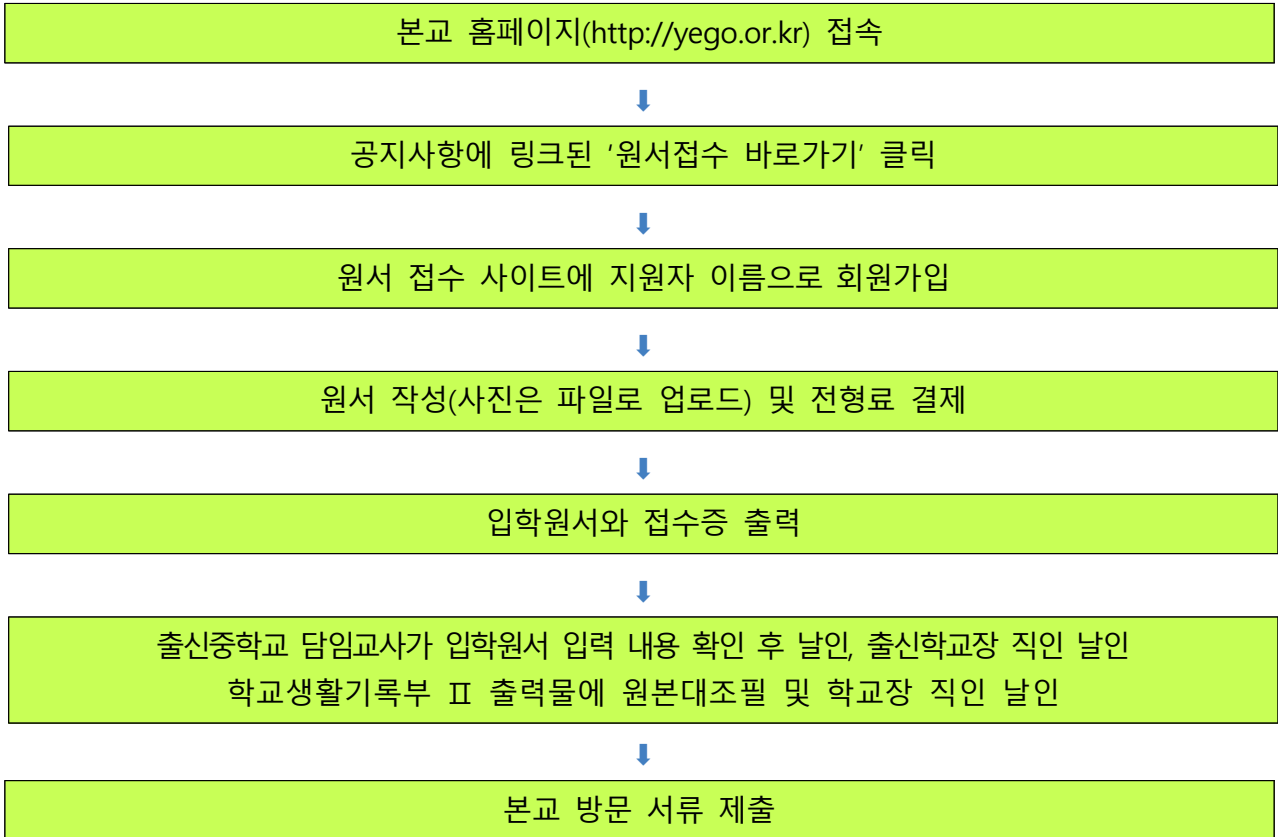 본교 홈페이지(http://yego.or.kr) 접속
공지사항에 링크된 ‘원서접수 바로가기’ 클릭
원서 접수 사이트에 지원자 이름으로 회원가입
원서 작성(사진은 파일로 업로드) 및 전형료 결제
입학원서와 접수증 출력
출신중학교 담임교사가 입학원서 입력 내용 확인 후 날인, 출신학교장 직인 날인
학교생활기록부 Ⅱ 출력물에 원본대조필 및 학교장 직인 날인
본교 방문 서류 제출